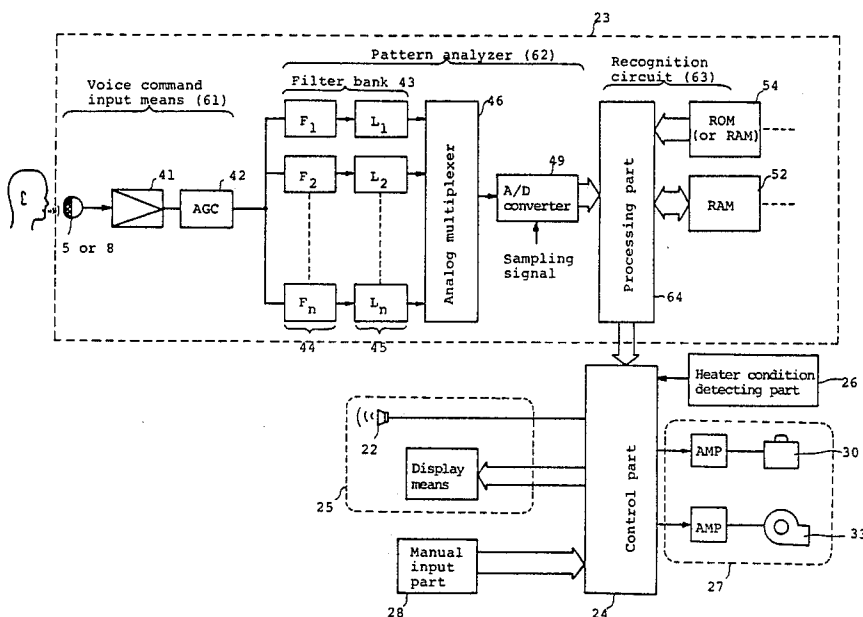 23
Pattern analyzer (62)
Voice command
input means (61)
Filter bank 43
Recognition
circuit (63)
46
54
F1
L1
ROM
(or RAM)
41
42
49
52
F2
L2
AGC
A/D
converter
RAM
5 or 8
Analog multiplexer
Processing part
Sampling
signal
Fn
Ln
64
44
45
Heater condition
detecting part
26
22
AMP
30
Display
means
Control part
25
AMP
33
Manual
input
part
27
28
24